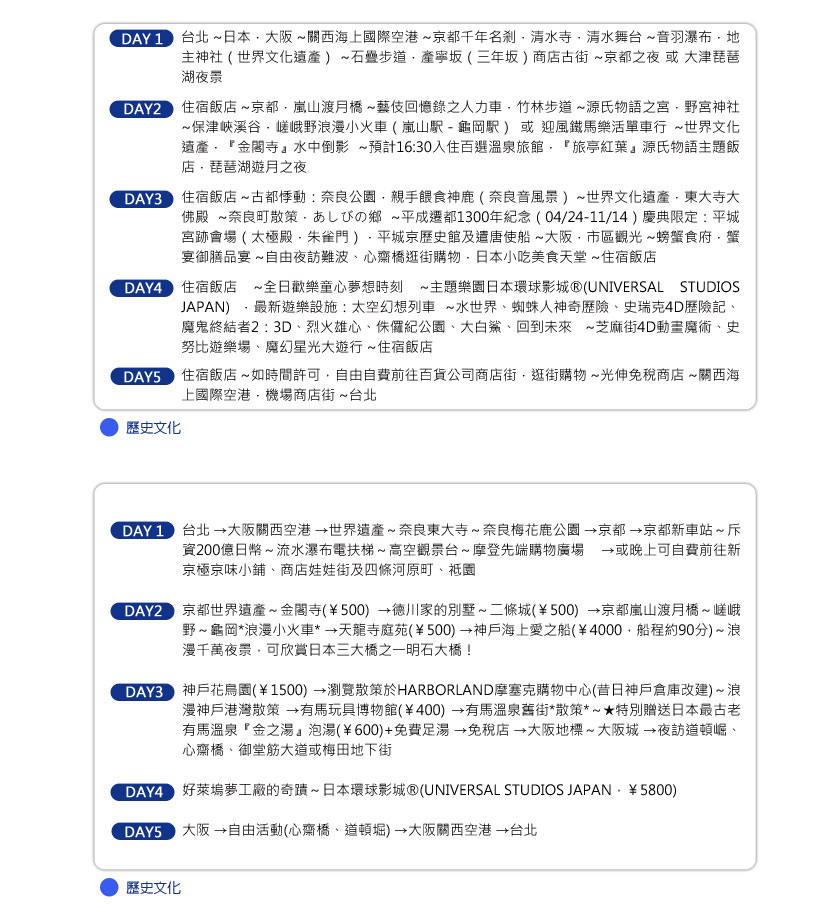 DAY 1 台北 ~日本．大阪 ~關西海上國際空港 ~京都千年名剎．清水寺．清水舞台 ~音羽瀑布．地
主神社（世界文化遺產） ~石疊步道．產寧坂（三年坂）商店古街 ~京都之夜 或 大津琵琶
湖夜景
DAY2 住宿飯店 ~京都．嵐山渡月橋 ~藝伎回憶錄之人力車．竹林步道 ~源氏物語之宮．野宮神社
~保津峽溪谷．嵯峨野浪漫小火車（嵐山駅－龜岡駅） 或 迎風鐵馬樂活單車行 ~世界文化
遺產．『金閣寺』水中倒影 ~預計16:30入住百選溫泉旅館．『旅亭紅葉』源氏物語主題飯
店．琵琶湖遊月之夜
DAY3 住宿飯店 ~古都悸動：奈良公園．親手餵食神鹿（奈良音風景） ~世界文化遺產．東大寺大
佛殿 ~奈良町散策．あしびの鄉 ~平成遷都1300年紀念（04/24-11/14）慶典限定：平城
宮跡會場（太極殿．朱雀門）．平城京歷史館及遣唐使船 ~大阪．市區觀光 ~螃蟹食府．蟹
宴御膳品宴 ~自由夜訪難波、心齋橋逛街購物．日本小吃美食天堂 ~住宿飯店
DAY4 住宿飯店 ~全日歡樂童心夢想時刻 ~主題樂園日本環球影城®(UNIVERSAL STUDIOS
JAPAN) ．最新遊樂設施：太空幻想列車 ~水世界、蜘蛛人神奇歷險、史瑞克4D歷險記、
魔鬼終結者2：3D、烈火雄心、侏儸紀公園、大白鯊、回到未來 ~芝麻街4D動畫魔術、史
努比遊樂場、魔幻星光大遊行 ~住宿飯店
DAY5 住宿飯店 ~如時間許可．自由自費前往百貨公司商店街．逛街購物 ~光伸免稅商店 ~關西海
上國際空港．機場商店街 ~台北
歷史文化
DAY 1 台北 →大阪關西空港 →世界遺產～奈良東大寺～奈良梅花鹿公園 →京都 →京都新車站～斥
資200億日幣～流水瀑布電扶梯～高空觀景台～摩登先端購物廣場 →或晚上可自費前往新
京極京味小舖、商店娃娃街及四條河原町、祇園
DAY2 京都世界遺產～金閣寺(￥500) →德川家的別墅～二條城(￥500) →京都嵐山渡月橋～嵯峨
野～龜岡*浪漫小火車* →天龍寺庭苑(￥500) →神戶海上愛之船(￥4000．船程約90分)～浪
漫千萬夜景．可欣賞日本三大橋之一明石大橋！
DAY3 神戶花鳥園(￥1500) →瀏覽散策於HARBORLAND摩塞克購物中心(昔日神戶倉庫改建)～浪
漫神戶港灣散策 →有馬玩具博物館(￥400) →有馬溫泉舊街*散策*～★特別贈送日本最古老
有馬溫泉『金之湯』泡湯(￥600)+免費足湯 →免稅店 →大阪地標～大阪城 →夜訪道頓崛、
心齋橋、御堂筋大道或梅田地下街
DAY4 好萊塢夢工廠的奇蹟～日本環球影城®(UNIVERSAL STUDIOS JAPAN．￥5800)
DAY5 大阪 →自由活動(心齋橋、道頓堀) →大阪關西空港 →台北
歷史文化